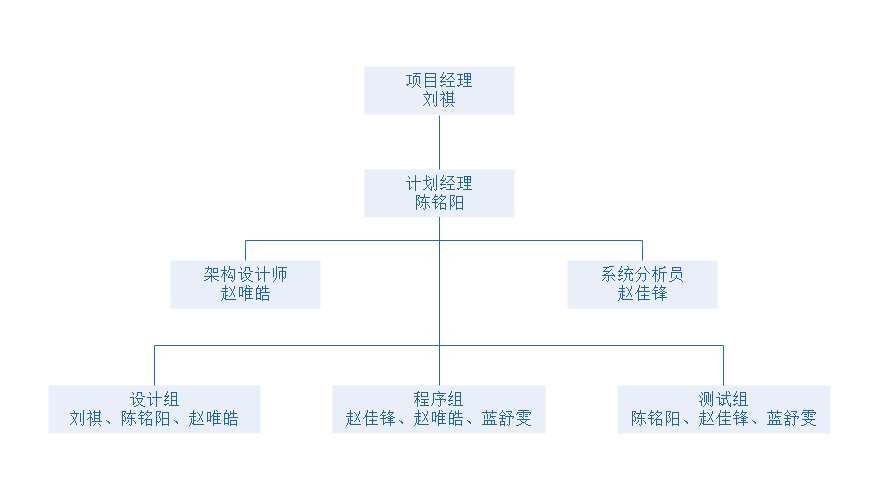 项目经理
刘祺
计划经理
陈铭阳
架构设计师
赵唯皓
系统分析员
赵佳锋
设计组
刘祺、陈铭阳、赵唯皓
程序组
赵佳锋、赵唯皓、蓝舒雯
测试组
陈铭阳、赵佳锋、蓝舒雯